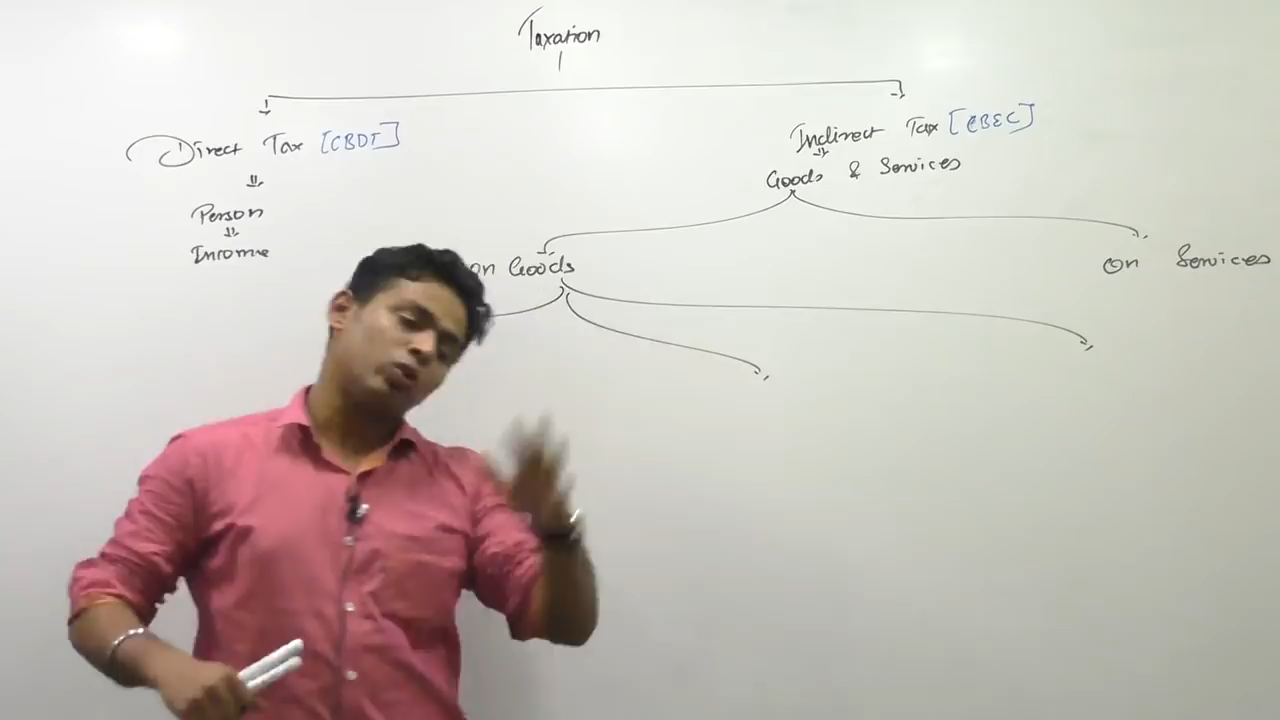 Taxation
Direct Tax [CBDT]
Indirect Tax [CBEC]
Person
Income
Goods & Services
on Goods
On Services